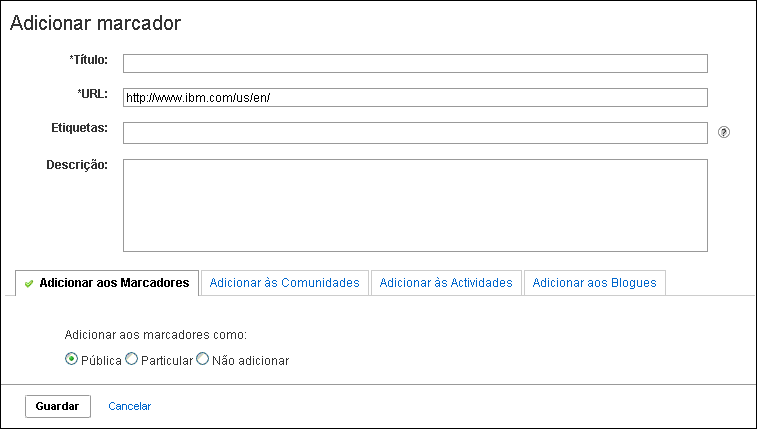 Adicionar marcador
*Título:
*URL: http://www.ibm.com/us/en/
Etiquetas: ?
Descrição:
Adicionar aos Marcadores Adicionar às Comunidades Adicionar às Actividades Adicionar aos Blogues
Adicionar aos marcadores como:
Pública Particular Não adicionar
Guardar Cancelar